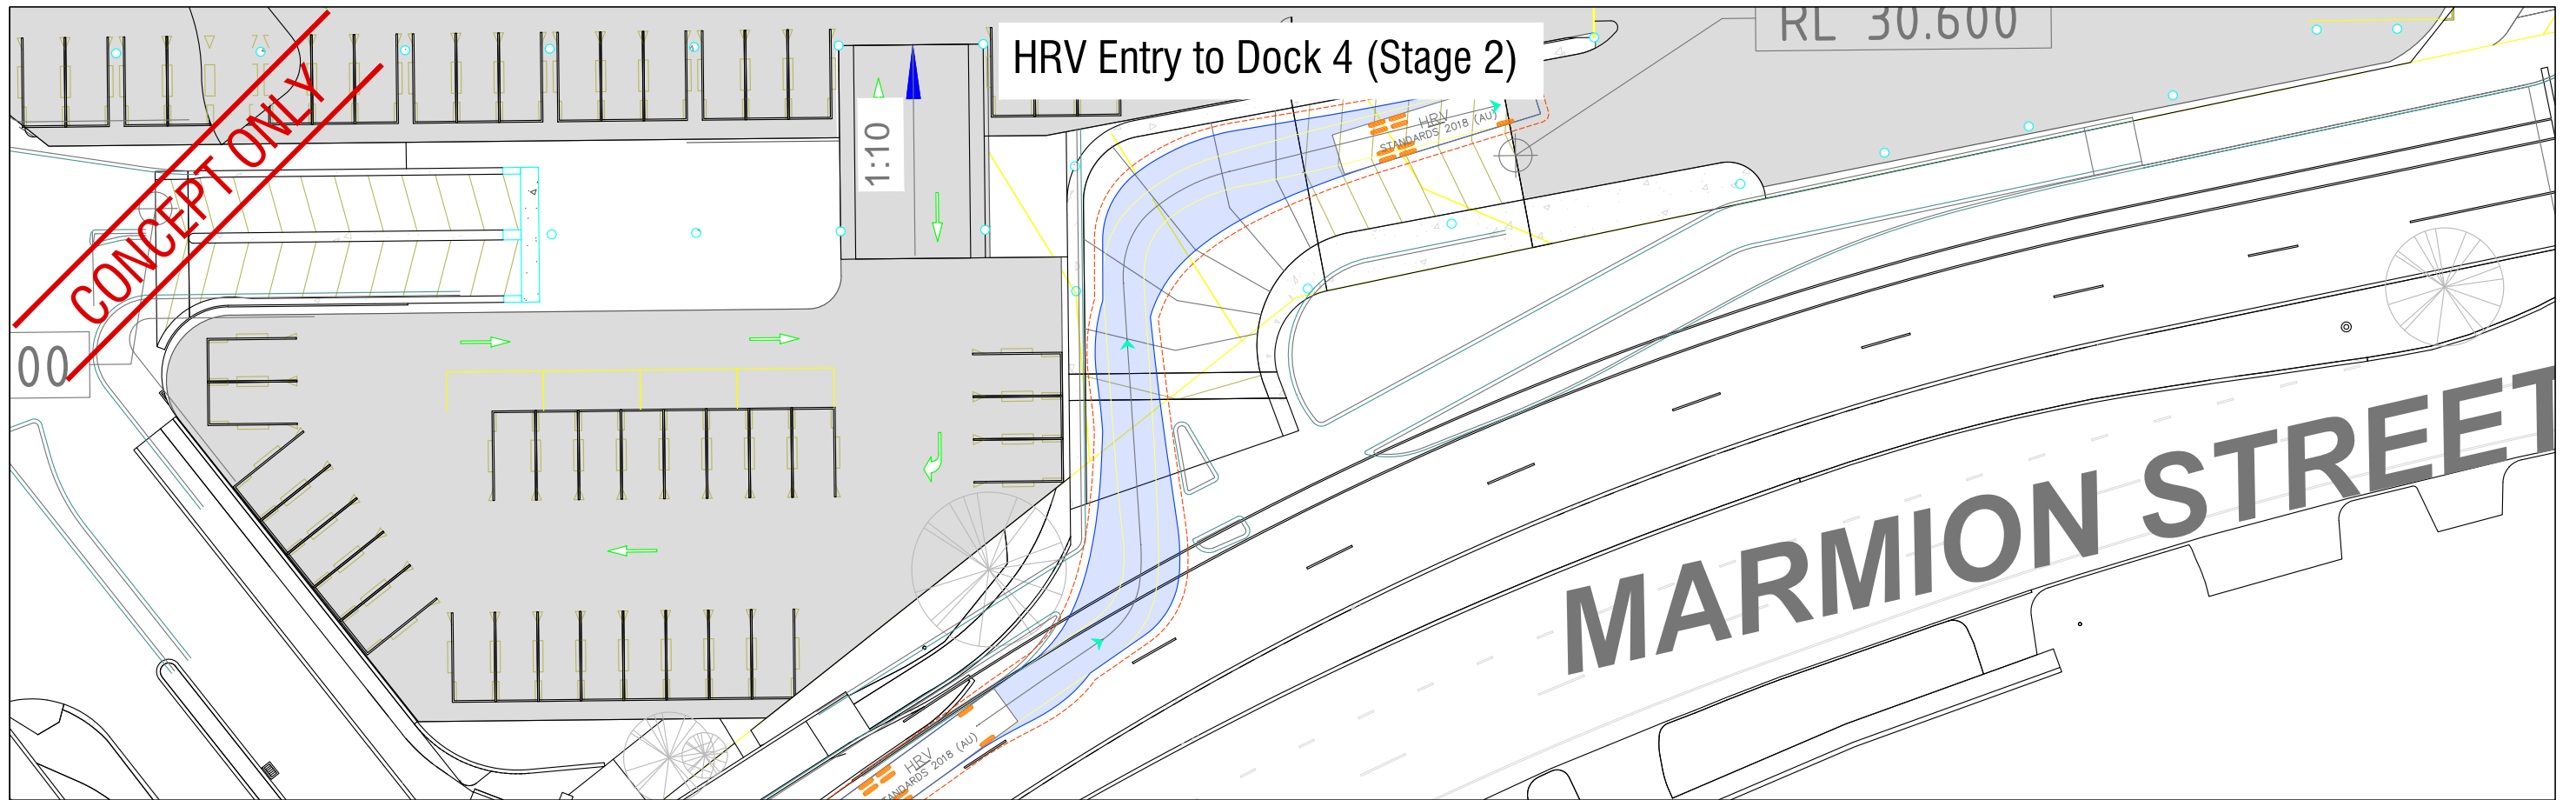 RL 30.600
HRV Entry to Dock 4 (Stage 2)
CONCEPT ONLY
1:10
HRV
STANDARDS 2018 (AU)
00
MARMION STREET
HRV
STANDARDS 2018 (AU)